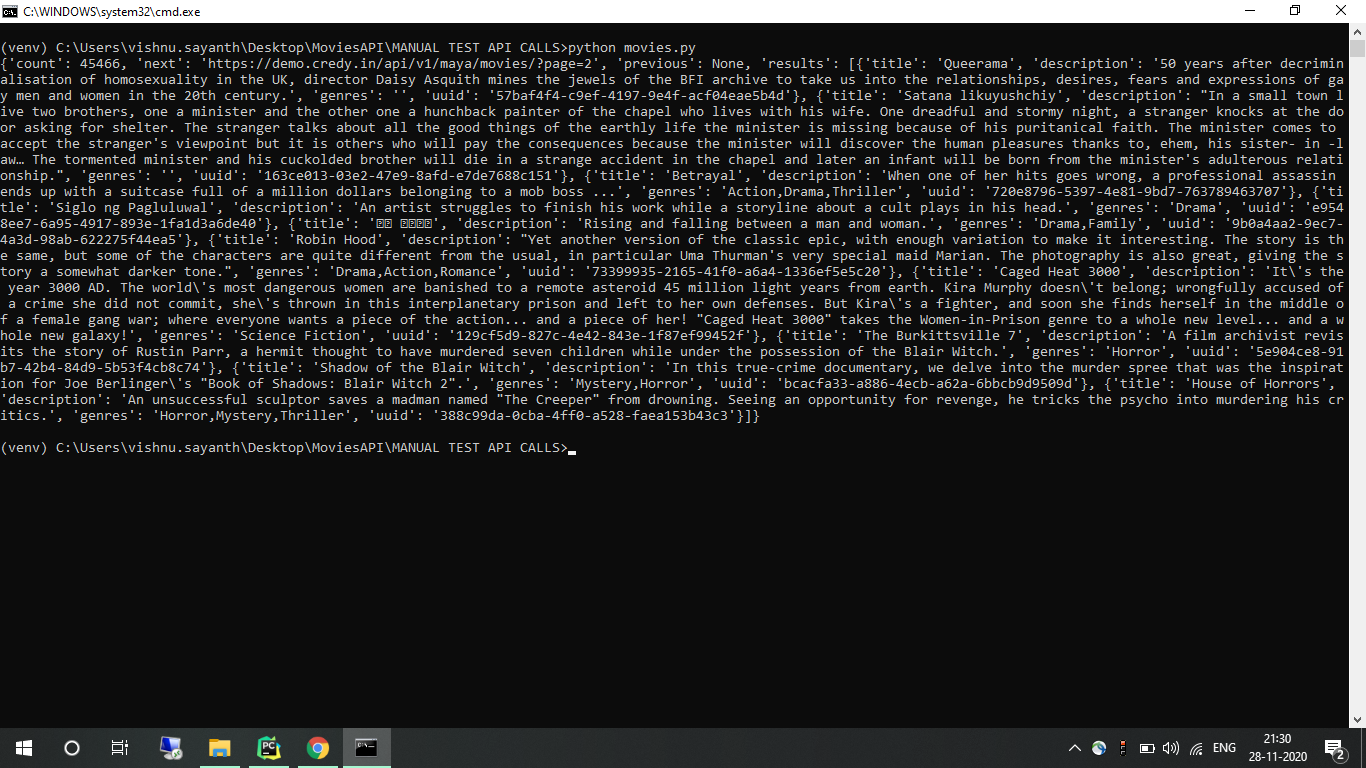 C:\WINDOWS\system32\cmd.exe
(venv) C:\Users\vishnu.sayanth\Desktop\MoviesAPI\MANUAL TEST API CALLS>python movies.py
{'count': 45466, 'next': 'https://demo.credy.in/api/v1/maya/movies/?page=2', 'previous': None, 'results': [{'title': 'Queerama', 'description': '50 years after decrimin
alisation of homosexuality in the UK, director Daisy Asquith mines the jewels of the BFI archive to take us into the relationships, desires, fears and expressions of ga
y men and women in the 20th century.', 'genres': '', 'uuid': '57baf4f4-c9ef-4197-9e4f-acf04eae5b4d'}, {'title': 'Satana likuyushchiy', 'description': "In a small town l
ive two brothers, one a minister and the other one a hunchback painter of the chapel who lives with his wife. One dreadful and stormy night, a stranger knocks at the do
or asking for shelter. The stranger talks about all the good things of the earthly life the minister is missing because of his puritanical faith. The minister comes to
accept the stranger's viewpoint but it is others who will pay the consequences because the minister will discover the human pleasures thanks to, ehem, his sister- in -l
aw… The tormented minister and his cuckolded brother will die in a strange accident in the chapel and later an infant will be born from the minister's adulterous relati
onship.", 'genres': '', 'uuid': '163ce013-03e2-47e9-8afd-e7de7688c151'}, {'title': 'Betrayal', 'description': 'When one of her hits goes wrong, a professional assassin
ends up with a suitcase full of a million dollars belonging to a mob boss ...', 'genres': 'Action,Drama,Thriller', 'uuid': '720e8796-5397-4e81-9bd7-763789463707'}, {'ti
tle': 'Siglo ng Pagluluwal', 'description': 'An artist struggles to finish his work while a storyline about a cult plays in his head.', 'genres': 'Drama', 'uuid': 'e954
8ee7-6a95-4917-893e-1fa1d3a6de40'}, {'title': ' ', 'description': 'Rising and falling between a man and woman.', 'genres': 'Drama,Family', 'uuid': '9b0a4aa2-9ec7-
4a3d-98ab-622275f44ea5'}, {'title': 'Robin Hood', 'description': "Yet another version of the classic epic, with enough variation to make it interesting. The story is th
e same, but some of the characters are quite different from the usual, in particular Uma Thurman's very special maid Marian. The photography is also great, giving the s
tory a somewhat darker tone.", 'genres': 'Drama,Action,Romance', 'uuid': '73399935-2165-41f0-a6a4-1336ef5e5c20'}, {'title': 'Caged Heat 3000', 'description': 'It\'s the
 year 3000 AD. The world\'s most dangerous women are banished to a remote asteroid 45 million light years from earth. Kira Murphy doesn\'t belong; wrongfully accused of
 a crime she did not commit, she\'s thrown in this interplanetary prison and left to her own defenses. But Kira\'s a fighter, and soon she finds herself in the middle o
f a female gang war; where everyone wants a piece of the action... and a piece of her! "Caged Heat 3000" takes the Women-in-Prison genre to a whole new level... and a w
hole new galaxy!', 'genres': 'Science Fiction', 'uuid': '129cf5d9-827c-4e42-843e-1f87ef99452f'}, {'title': 'The Burkittsville 7', 'description': 'A film archivist revis
its the story of Rustin Parr, a hermit thought to have murdered seven children while under the possession of the Blair Witch.', 'genres': 'Horror', 'uuid': '5e904ce8-91
b7-42b4-84d9-5b53f4cb8c74'}, {'title': 'Shadow of the Blair Witch', 'description': 'In this true-crime documentary, we delve into the murder spree that was the inspirat
ion for Joe Berlinger\'s "Book of Shadows: Blair Witch 2".', 'genres': 'Mystery,Horror', 'uuid': 'bcacfa33-a886-4ecb-a62a-6bbcb9d9509d'}, {'title': 'House of Horrors',
 'description': 'An unsuccessful sculptor saves a madman named "The Creeper" from drowning. Seeing an opportunity for revenge, he tricks the psycho into murdering his cr
itics.', 'genres': 'Horror,Mystery,Thriller', 'uuid': '388c99da-0cba-4ff0-a528-faea153b43c3'}]}
(venv) C:\Users\vishnu.sayanth\Desktop\MoviesAPI\MANUAL TEST API CALLS>
PC
ENG
21:30
28-11-2020
2